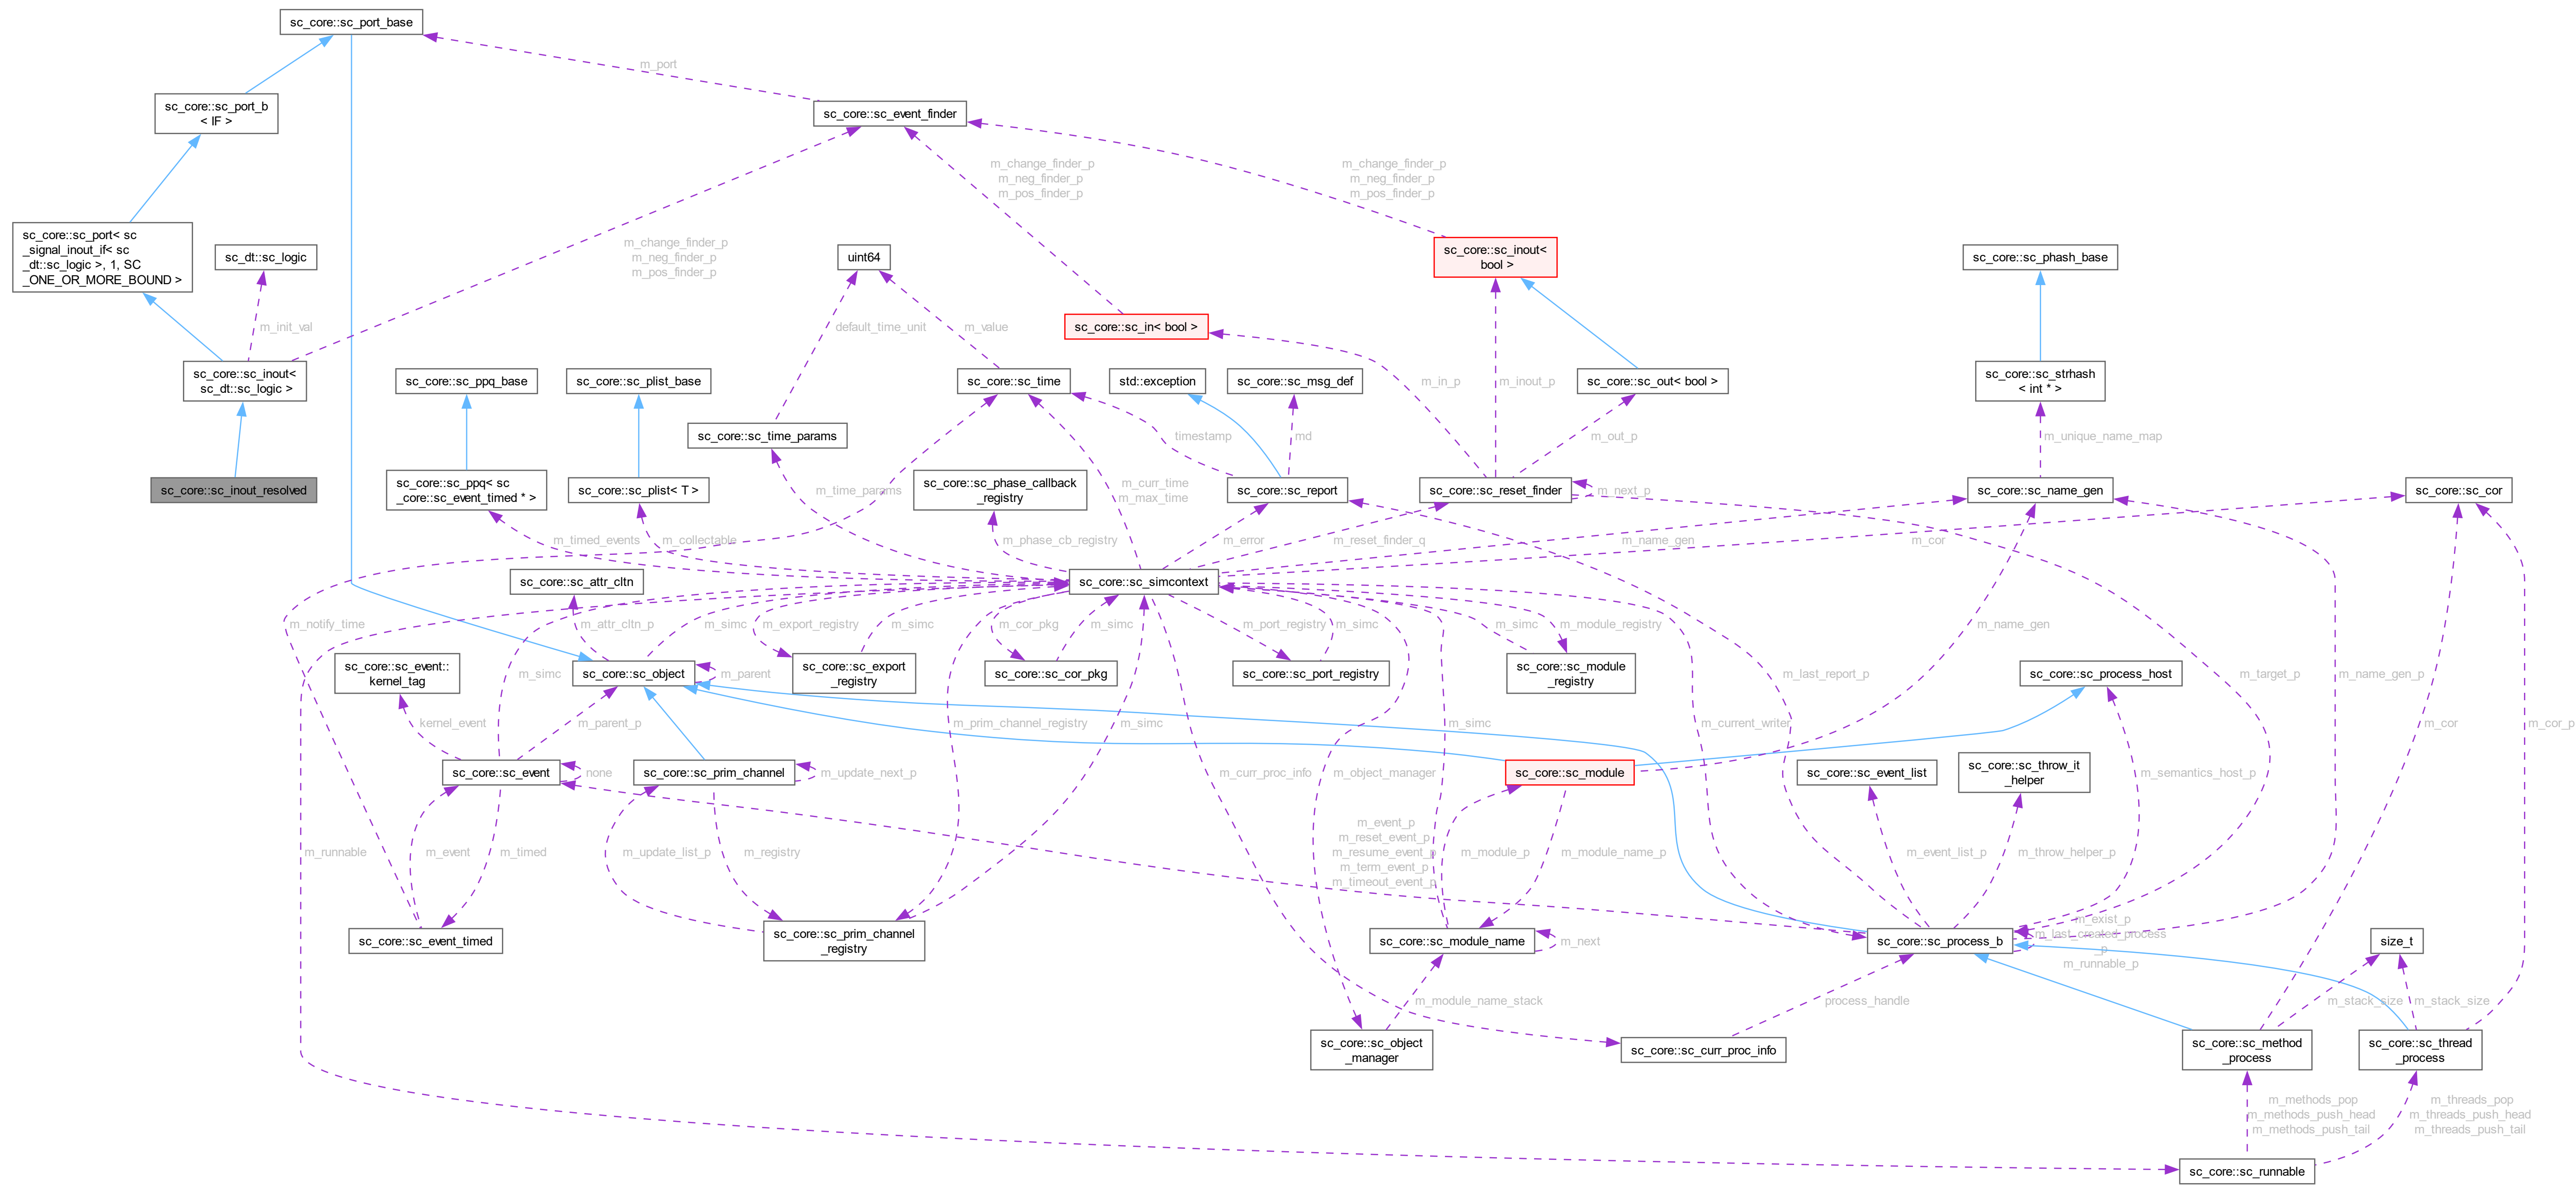 sc_core::sc_port_base
m_port
sc_core::sc_port_b
< IF >
sc_core::sc_event_finder
m_change_finder_p
m_neg_finder_p
m_pos_finder_p
m_change_finder_p
m_neg_finder_p
m_pos_finder_p
sc_core::sc_port< sc
_signal_inout_if< sc
_dt::sc_logic >, 1, SC
_ONE_OR_MORE_BOUND >
sc_dt::sc_logic
m_change_finder_p
m_neg_finder_p
m_pos_finder_p
uint64
sc_core::sc_inout<
bool >
sc_core::sc_phash_base
m_init_val
default_time_unit
m_value
sc_core::sc_in< bool >
sc_core::sc_inout<
sc_dt::sc_logic >
sc_core::sc_ppq_base
sc_core::sc_plist_base
sc_core::sc_time
std::exception
sc_core::sc_msg_def
m_in_p
m_inout_p
sc_core::sc_out< bool >
sc_core::sc_strhash
< int * >
sc_core::sc_time_params
timestamp
md
m_out_p
m_unique_name_map
sc_core::sc_inout_resolved
sc_core::sc_ppq< sc
_core::sc_event_timed * >
sc_core::sc_plist< T >
m_time_params
sc_core::sc_phase_callback
_registry
m_curr_time
m_max_time
sc_core::sc_report
sc_core::sc_reset_finder
m_next_p
sc_core::sc_name_gen
sc_core::sc_cor
m_timed_events
m_collectable
m_phase_cb_registry
m_error
m_reset_finder_q
m_name_gen
m_cor
sc_core::sc_attr_cltn
sc_core::sc_simcontext
m_notify_time
m_attr_cltn_p
m_simc
m_export_registry
m_simc
m_cor_pkg
m_simc
m_port_registry
m_simc
m_simc
m_module_registry
m_name_gen
sc_core::sc_event::
kernel_tag
m_simc
sc_core::sc_object
m_parent
sc_core::sc_export
_registry
sc_core::sc_cor_pkg
sc_core::sc_port_registry
sc_core::sc_module
_registry
m_last_report_p
sc_core::sc_process_host
m_target_p
m_name_gen_p
kernel_event
m_parent_p
m_prim_channel_registry
m_simc
m_simc
m_current_writer
m_cor
m_cor_p
sc_core::sc_event
none
sc_core::sc_prim_channel
m_update_next_p
m_curr_proc_info
m_object_manager
sc_core::sc_module
sc_core::sc_event_list
sc_core::sc_throw_it
_helper
m_semantics_host_p
m_runnable
m_event
m_timed
m_update_list_p
m_registry
m_event_p
m_reset_event_p
m_resume_event_p
m_term_event_p
m_timeout_event_p
m_module_p
m_module_name_p
m_event_list_p
m_throw_helper_p
sc_core::sc_event_timed
sc_core::sc_prim_channel
_registry
sc_core::sc_module_name
m_next
sc_core::sc_process_b
m_exist_p
m_last_created_process
_p
m_runnable_p
size_t
m_module_name_stack
process_handle
m_stack_size
m_stack_size
sc_core::sc_object
_manager
sc_core::sc_curr_proc_info
sc_core::sc_method
_process
sc_core::sc_thread
_process
m_methods_pop
m_methods_push_head
m_methods_push_tail
m_threads_pop
m_threads_push_head
m_threads_push_tail
sc_core::sc_runnable